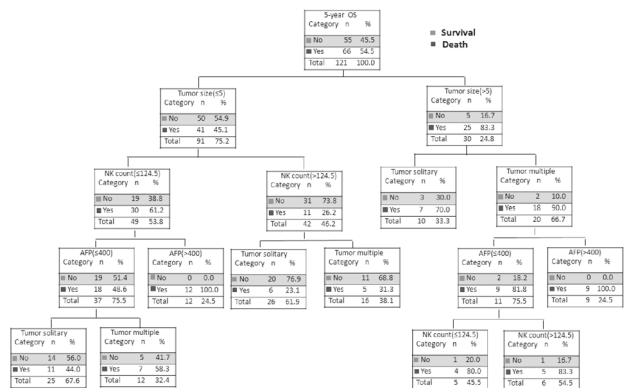 5-year OS
Category n %
No 55 45.5
Yes 66 54.5
Total 121 100.0
Survival
Death
Tumor size(≤5)
Category n %
No 50 54.9
Yes 41 45.1
Total 91 75.2
Tumor size(>5)
Category n %
No 5 16.7
Yes 25 83.3
Total 30 24.8
NK count(≤124.5)
Category n %
No 19 38.8
Yes 30 61.2
Total 49 53.8
NK count(>124.5)
Category n %
No 31 73.8
Yes 11 26.2
Total 42 46.2
Tumor solitary
Category n %
No 3 30.0
Yes 7 70.0
Total 10 33.3
Tumor multiple
Category n %
No 2 10.0
Yes 18 90.0
Total 20 66.7
AFP(≤400)
Category n %
No 19 51.4
Yes 18 48.6
Total 37 75.5
AFP(>400)
Category n %
No 0 0.0
Yes 12 100.0
Total 12 24.5
Tumor solitary
Category n %
No 20 76.9
Yes 6 23.1
Total 26 61.9
Tumor multiple
Category n %
No 11 68.8
Yes 5 31.3
Total 16 38.1
AFP(≤400)
Category n %
No 2 18.2
Yes 9 81.8
Total 11 75.5
AFP(>400)
Category n %
No 0 0.0
Yes 9 100.0
Total 9 24.5
Tumor solitary
Category n %
No 14 56.0
Yes 11 44.0
Total 25 67.6
Tumor multiple
Category n %
No 5 41.7
Yes 7 58.3
Total 12 32.4
NK count(≤124.5)
Category n %
No 1 20.0
Yes 4 80.0
Total 5 45.5
NK count(>124.5)
Category n %
No 1 16.7
Yes 5 83.3
Total 6 54.5